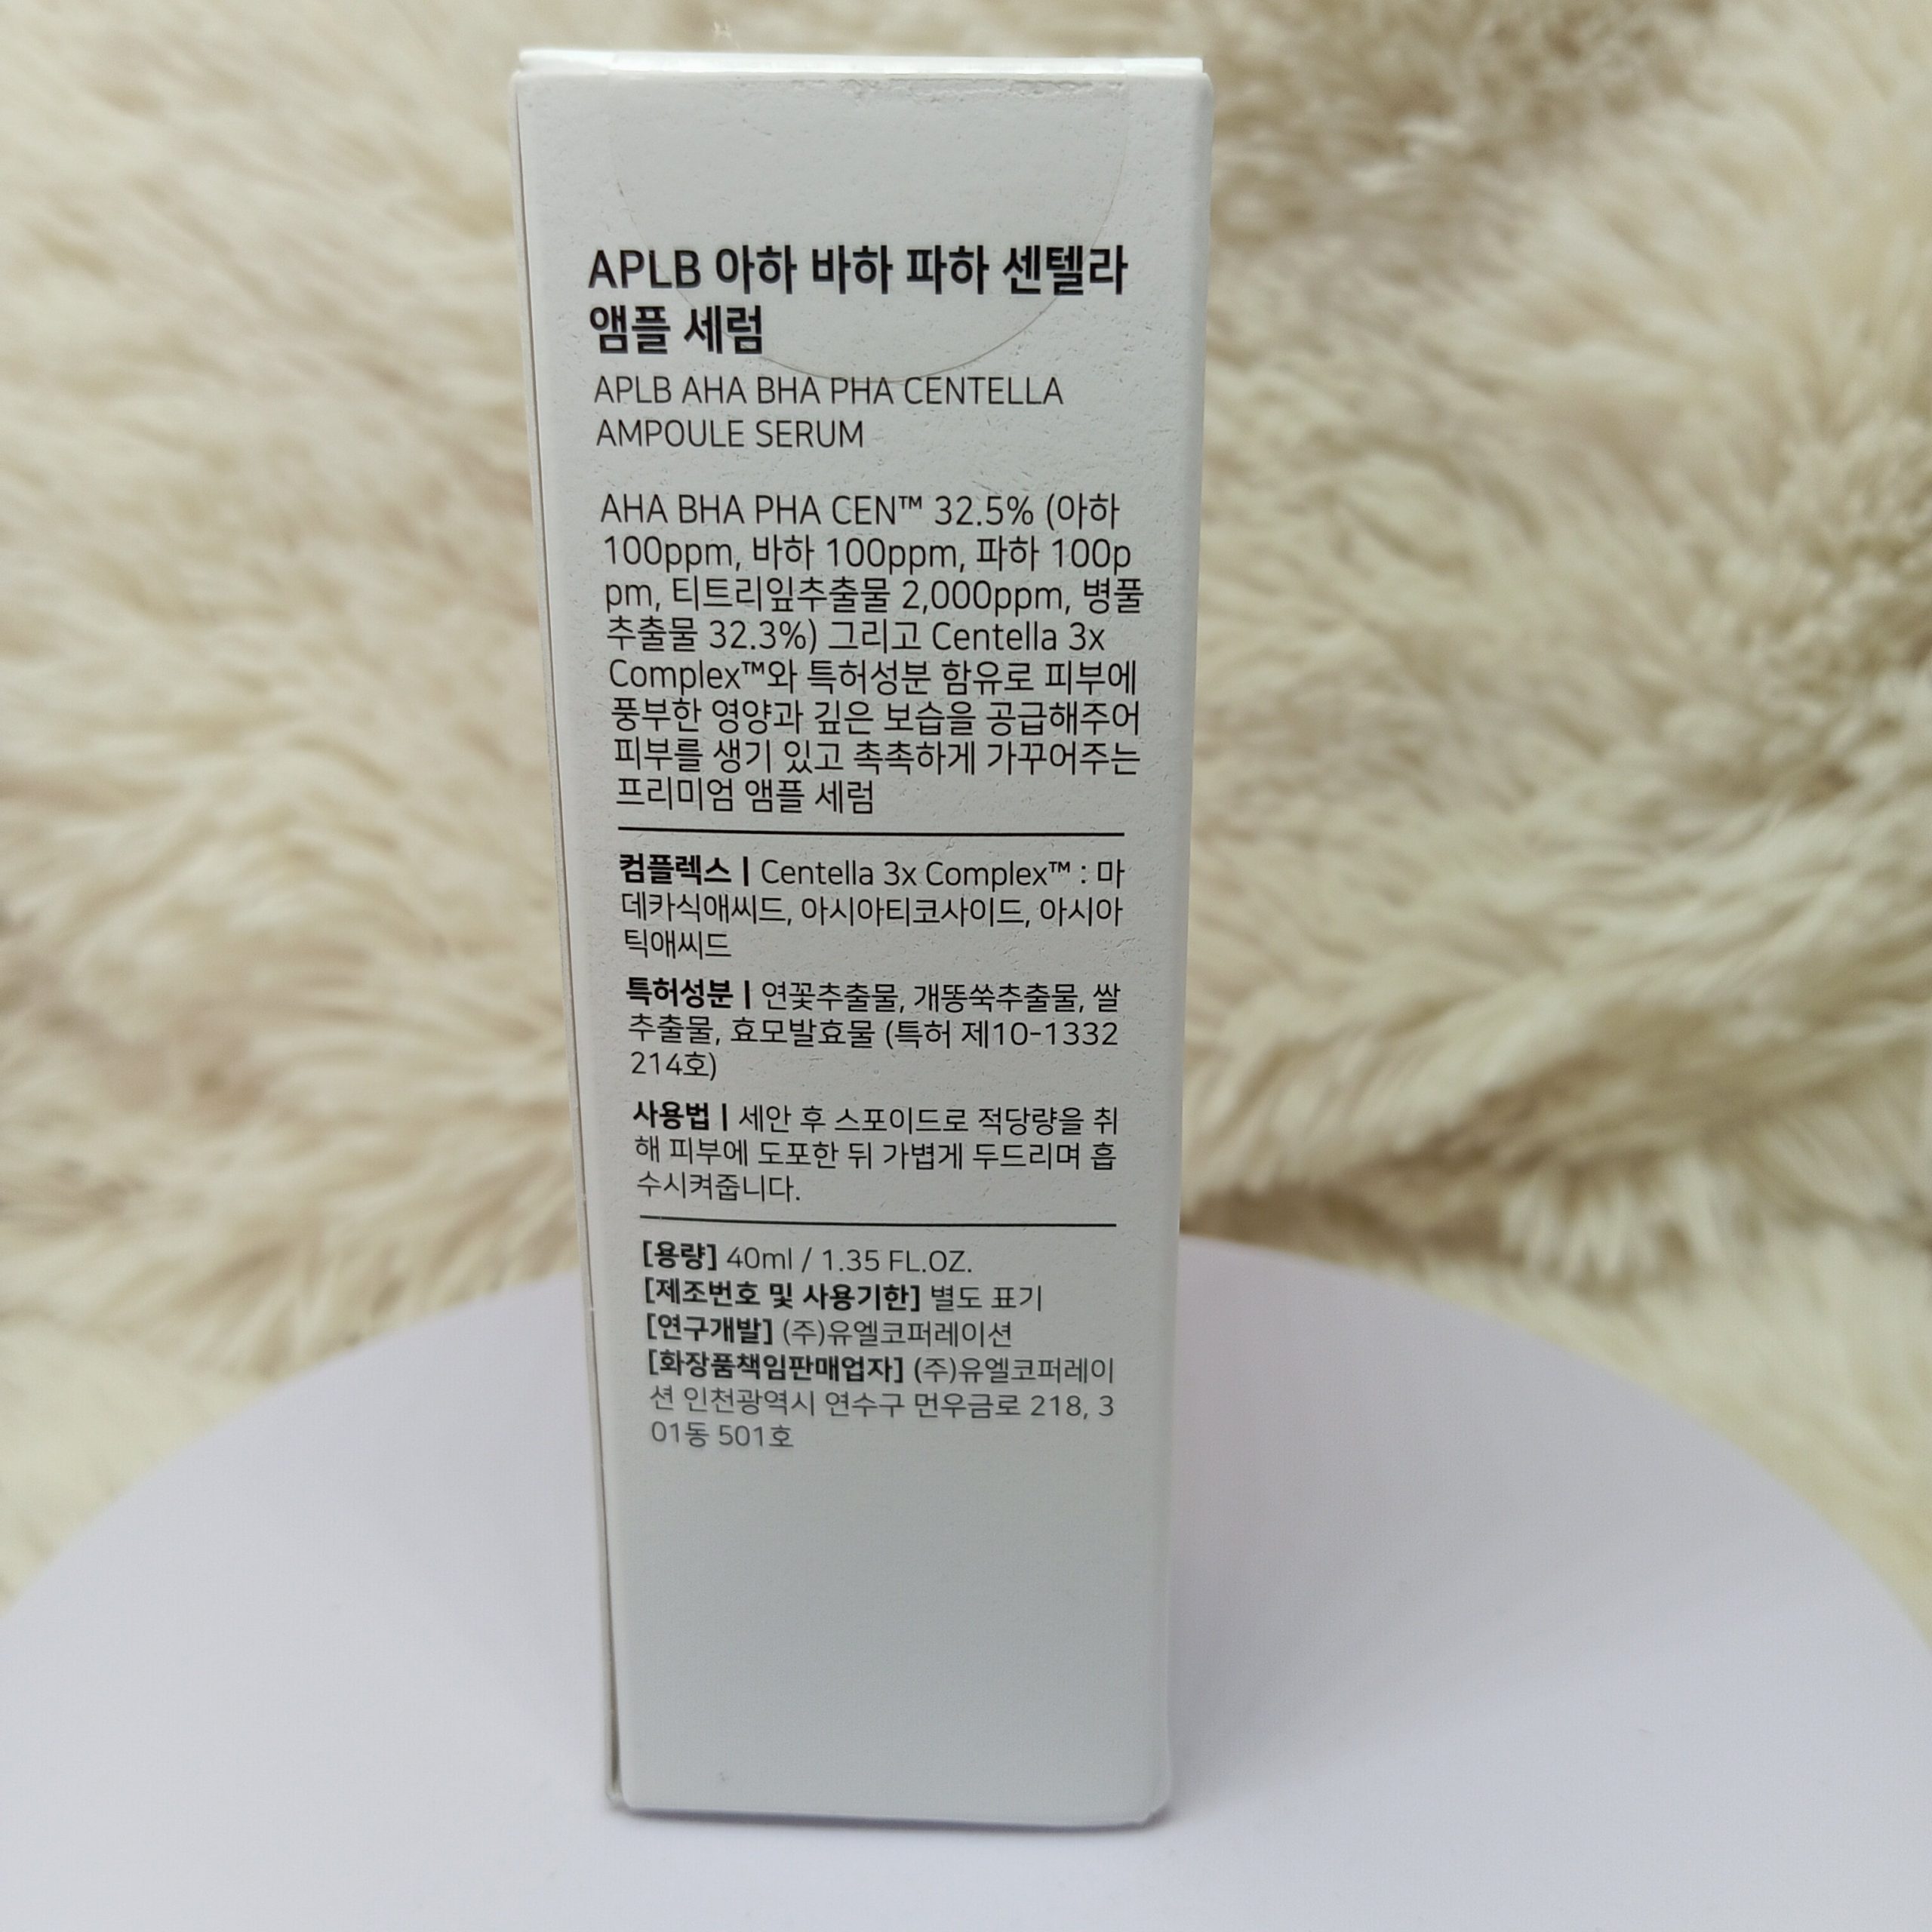 APLB 아하 바하 파하 센텔라
앰플 세럼
APLB AHA BHA PHA CENTELLA
AMPOULE SERUM
AHA BHA PHA CEN™ 32.5% (아하
100ppm, 바하 100ppm, 파하 100p
pm, 티트리잎추출물 2,000ppm, 병풀
추출물 32.3%) 그리고 Centella 3x
Complex™와 특허성분 함유로 피부에
풍부한 영양과 깊은 보습을 공급해주어
피부를 생기 있고 촉촉하게 가꾸어주는
프리미엄 앰플 세럼
컴플렉스 | Centella 3x Complex™ : 마
데카식애씨드, 아시아티코사이드, 아시아
틱애씨드
특허성분 | 연꽃추출물, 개똥쑥추출물, 쌀
추출물, 효모발효물 (특허 제10-1332
214호)
사용법 | 세안 후 스포이드로 적당량을 취
해 피부에 도포한 뒤 가볍게 두드리며 흡
수시켜줍니다.
[용량] 40ml / 1.35 FL.OZ.
[제조번호 및 사용기한] 별도 표기
[연구개발] (주)유엘코퍼레이션
[화장품책임판매업자] (주)유엘코퍼레이
션 인천광역시 연수구 먼우금로 218, 3
01동 501호